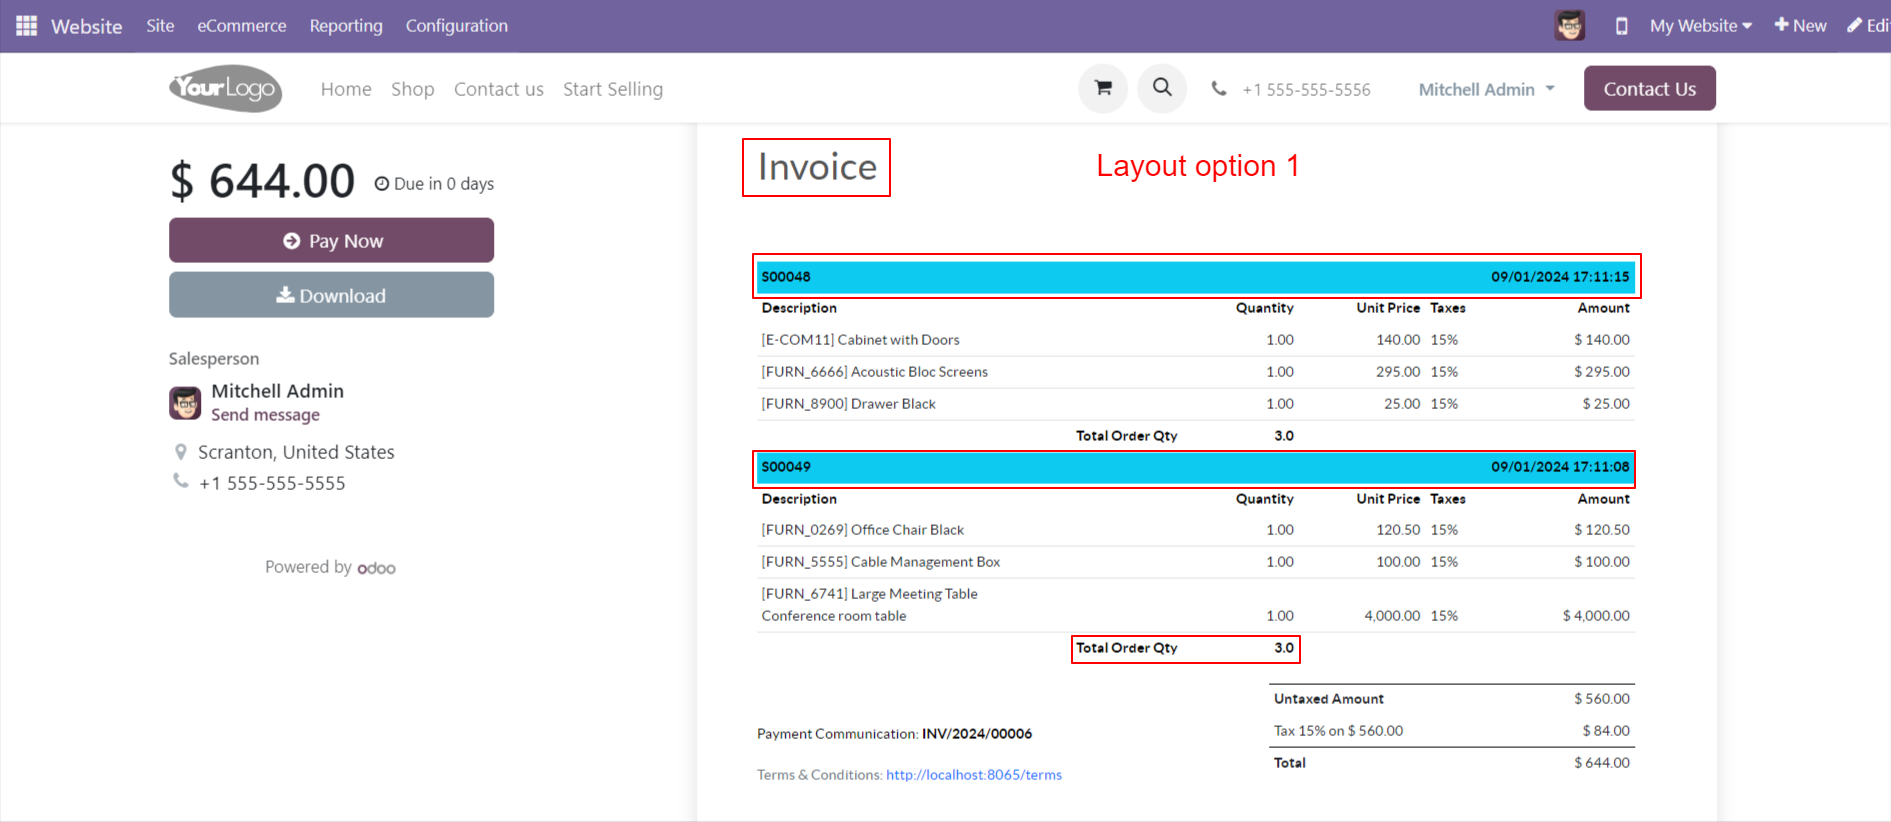 Website Site eCommerce Reporting Configuration My Website New Edi
YourLogo Home Shop Contact us Start Selling +1 555-555-5556 Mitchell Admin Contact Us
$ 644.00 Due in 0 days
Pay Now
Download
Salesperson
Mitchell Admin
Send message
Scranton, United States
+1 555-555-5555
Powered by odoo
Invoice
Layout option 1
S00048 09/01/2024 17:11:15
Description Quantity Unit Price Taxes Amount
[E-COM11] Cabinet with Doors 1.00 140.00 15% $ 140.00
[FURN_6666] Acoustic Bloc Screens 1.00 295.00 15% $ 295.00
[FURN_8900] Drawer Black 1.00 25.00 15% $ 25.00
Total Order Qty 3.0
S00049 09/01/2024 17:11:08
Description Quantity Unit Price Taxes Amount
[FURN_0269] Office Chair Black 1.00 120.50 15% $ 120.50
[FURN_5555] Cable Management Box 1.00 100.00 15% $ 100.00
[FURN_6741] Large Meeting Table
Conference room table 1.00 4,000.00 15% $ 4,000.00
Total Order Qty 3.0
Untaxed Amount $ 560.00
Tax 15% on $ 560.00 $ 84.00
Total $ 644.00
Payment Communication: INV/2024/00006
Terms & Conditions: http://localhost:8065/terms